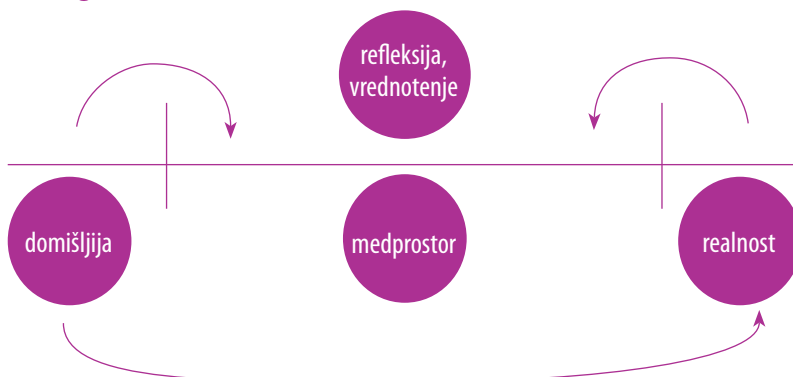 refleksija,
vrednotenje
domišljija
medprostor
realnost